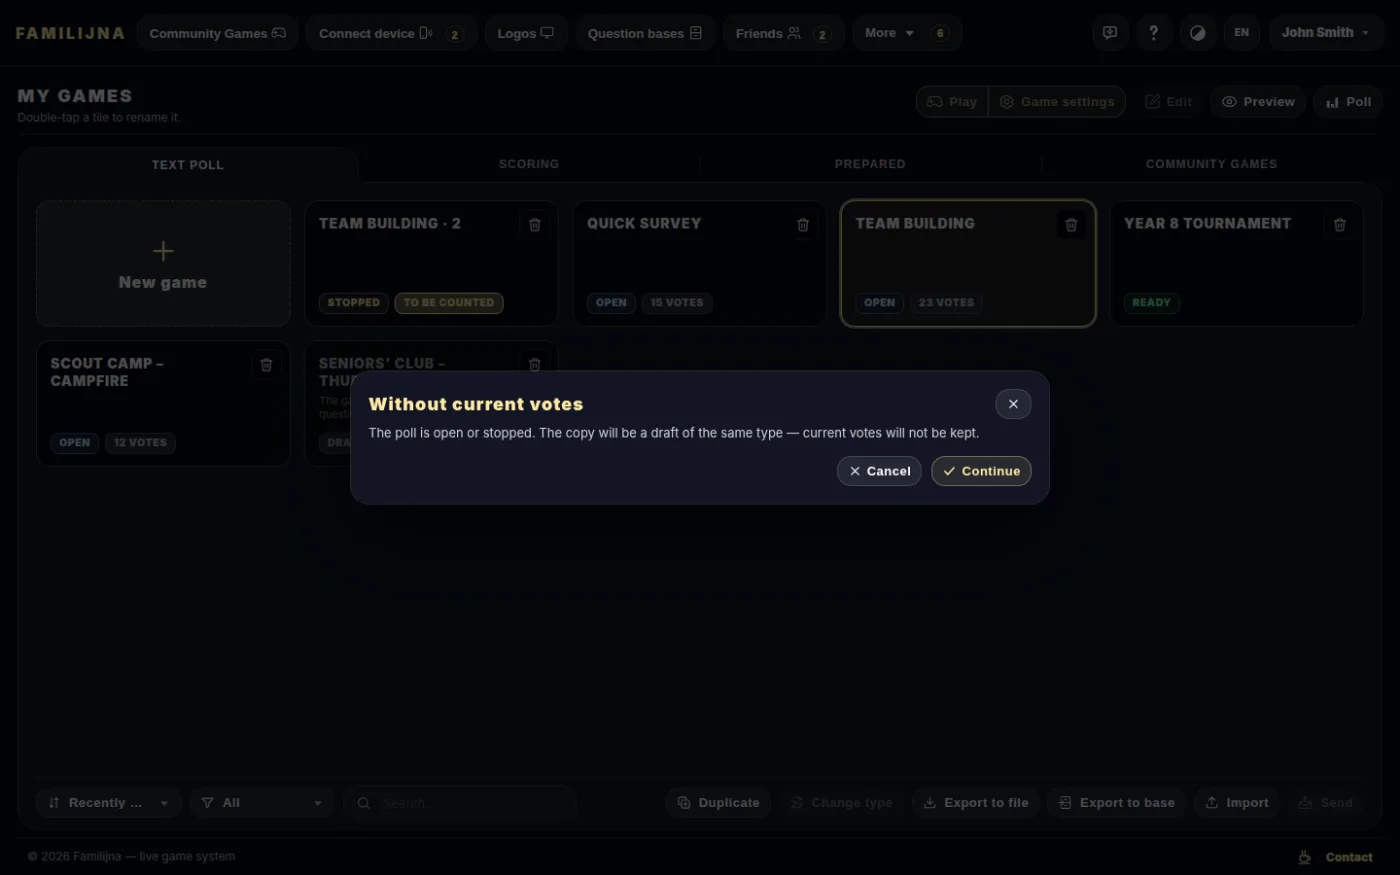 FAMILIJNA
Community Games
Connect device 2
Logos
Question bases
Friends 2
More 6
EN
John Smith
MY GAMES
Double-tap a tile to rename it.
Play
Game settings
Edit
Preview
Poll
TEXT POLL
SCORING
PREPARED
COMMUNITY GAMES
New game
TEAM BUILDING · 2
STOPPED
TO BE COUNTED
QUICK SURVEY
OPEN
15 VOTES
TEAM BUILDING
OPEN
23 VOTES
YEAR 8 TOURNAMENT
READY
SCOUT CAMP –
CAMPFIRE
OPEN
12 VOTES
SENIORS' CLUB –
Without current votes
The poll is open or stopped. The copy will be a draft of the same type — current votes will not be kept.
Cancel
Continue
Recently ...
All
Search...
Duplicate
Change type
Export to file
Export to base
Import
Send
© 2026 Familijna — live game system
Contact